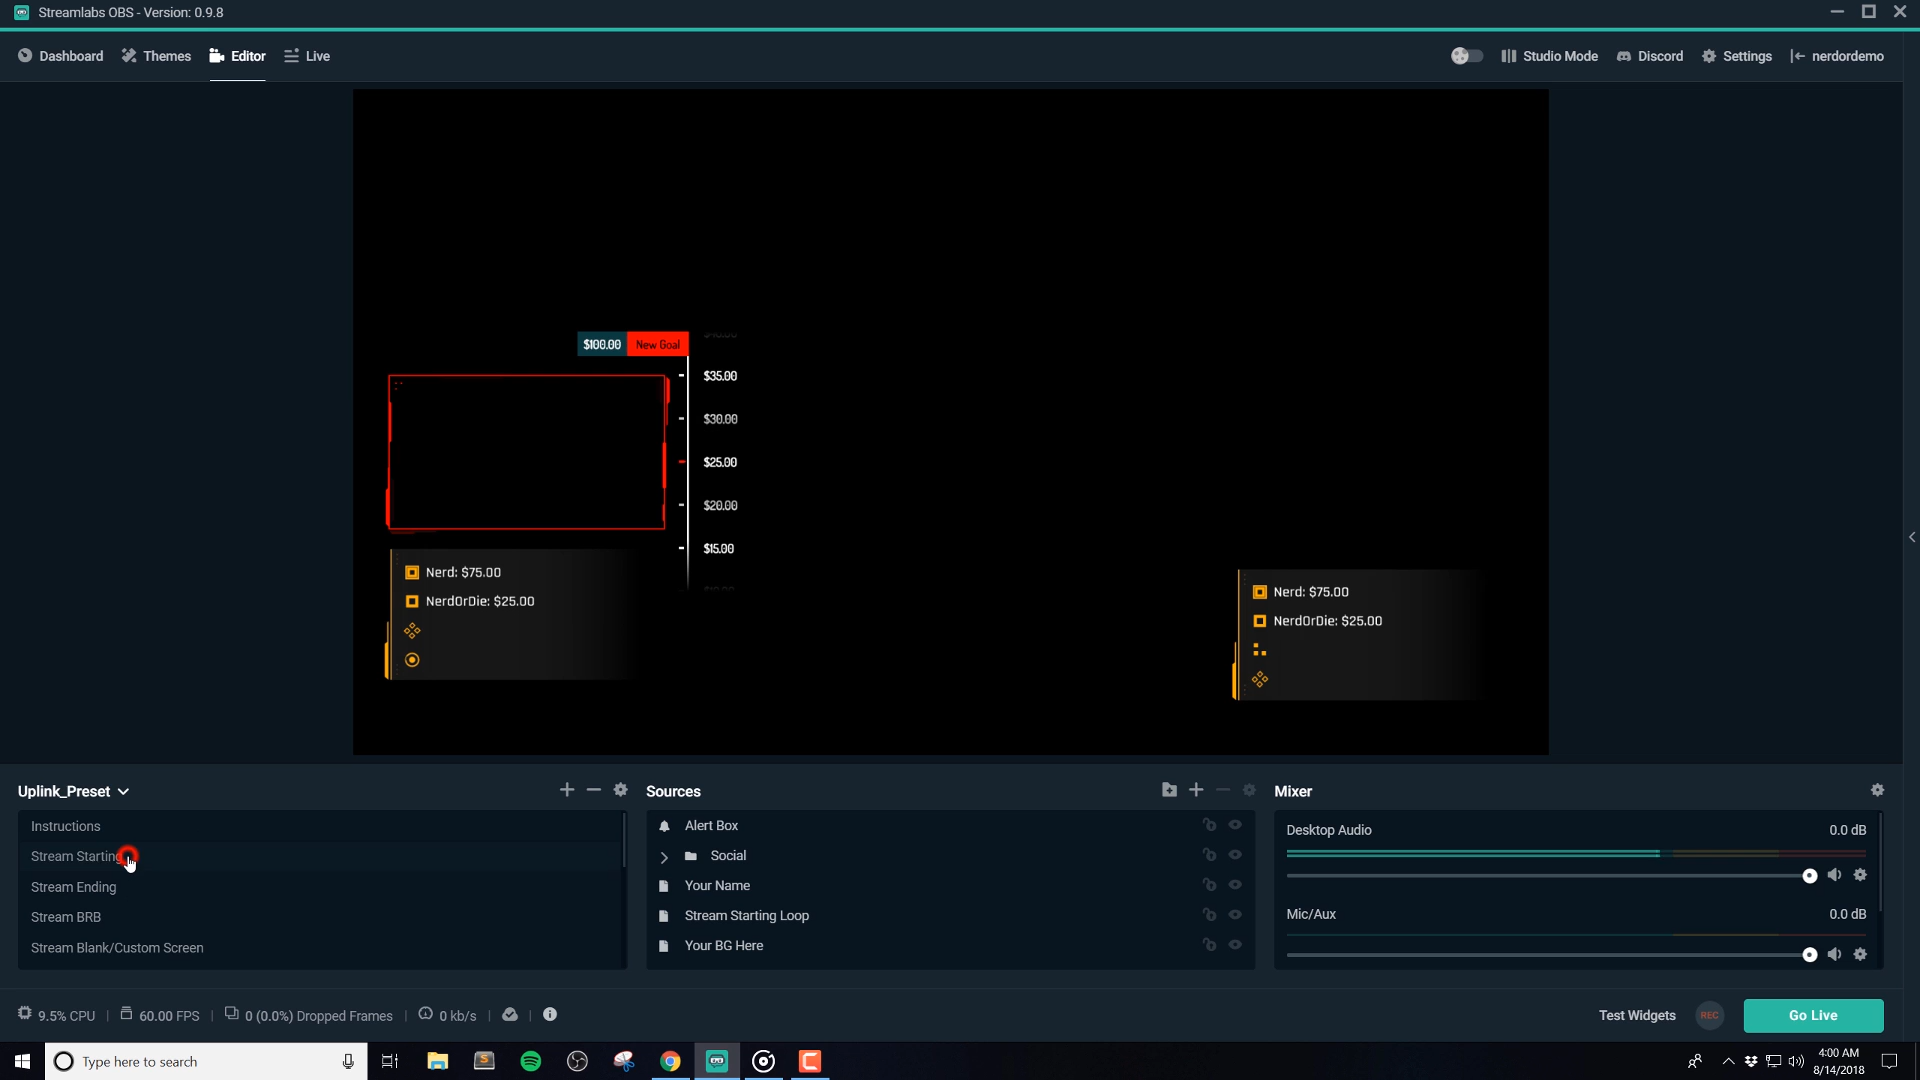 Streamlabs OBS - Version: 0.9.8
Dashboard Themes Editor Live Studio Mode Discord Settings nerdordemo
$100.00 New Goal
$35.00
$30.00
$25.00
$20.00
$15.00
Nerd: $75.00
NerdOrDie: $25.00
Nerd: $75.00
NerdOrDie: $25.00
Uplink_Preset
Instructions
Stream Starting
Stream Ending
Stream BRB
Stream Blank/Custom Screen
Sources
Alert Box
Social
Your Name
Stream Starting Loop
Your BG Here
Mixer
Desktop Audio 0.0 dB
Mic/Aux 0.0 dB
9.5% CPU | 60.00 FPS | 0 (0.0%) Dropped Frames | 0 kb/s
Test Widgets REC Go Live
Type here to search
4:00 AM
8/14/2018